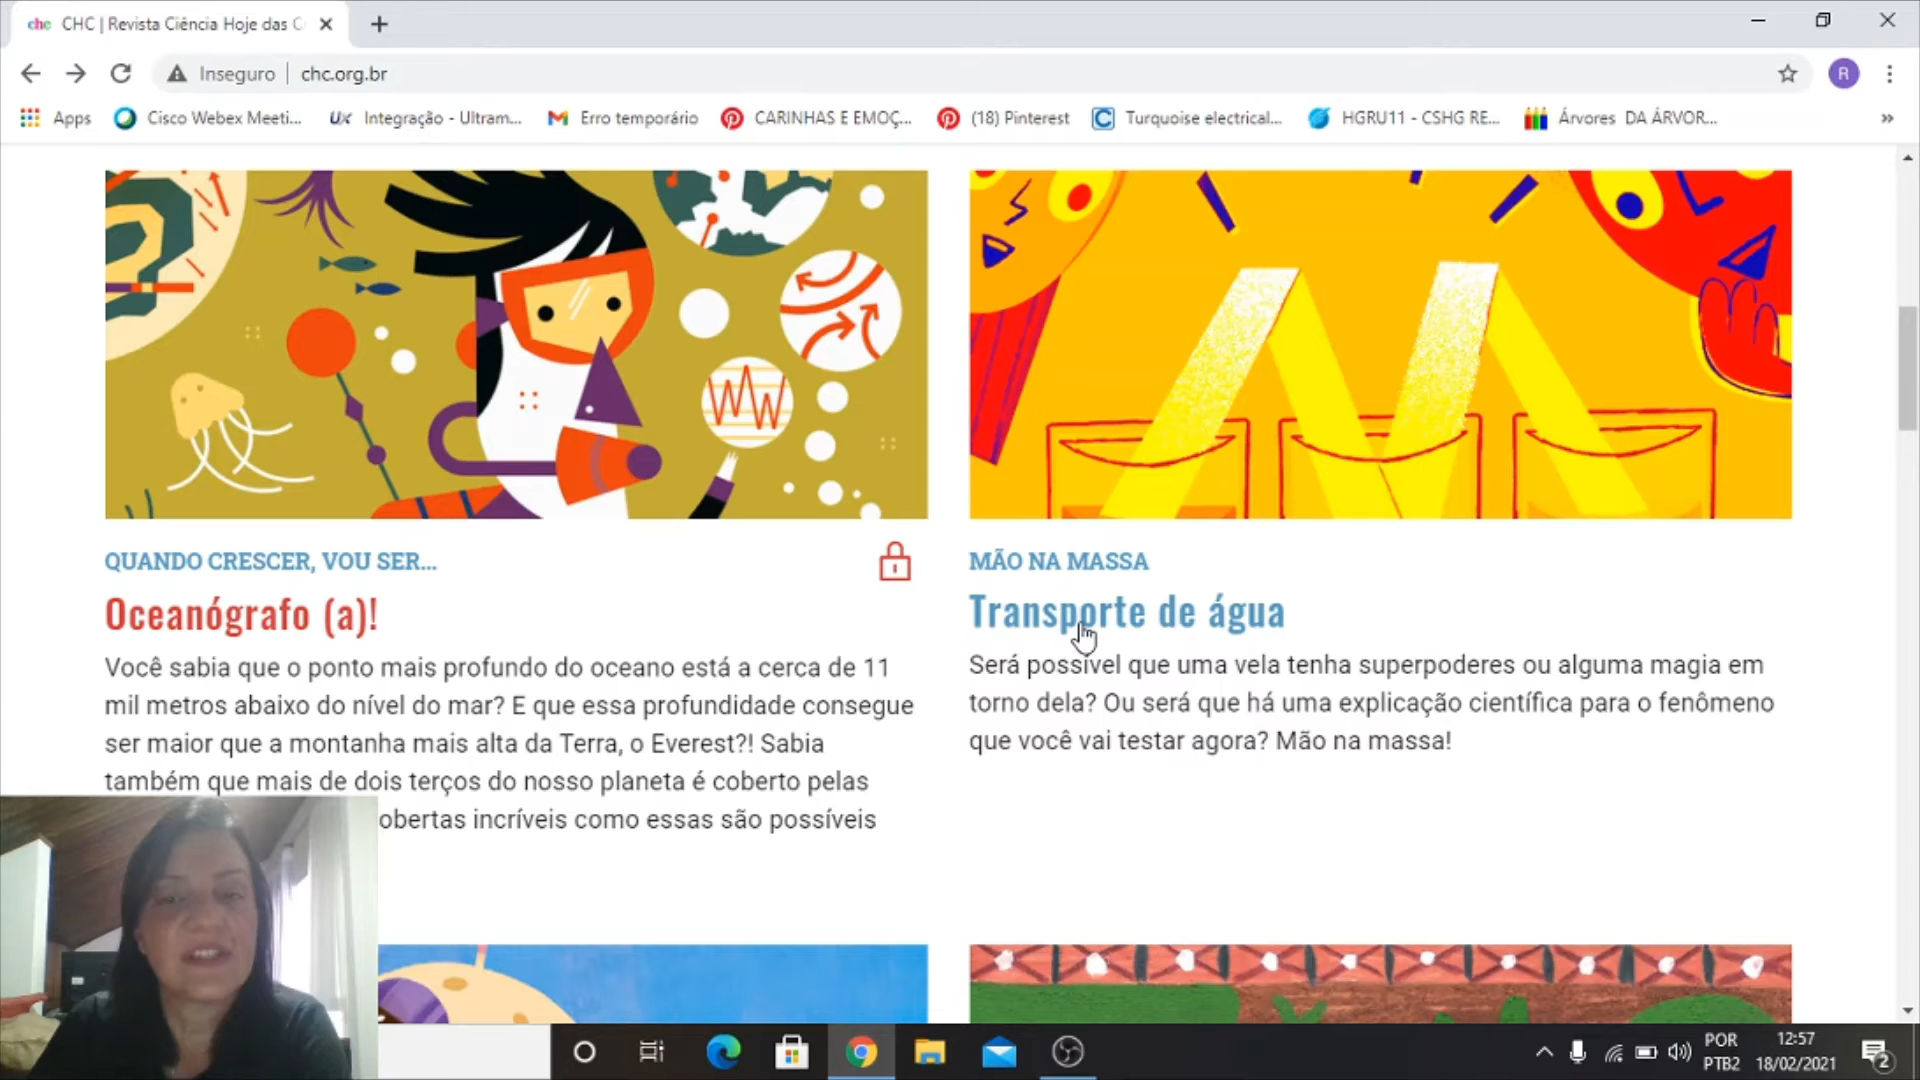 chc CHC | Revista Ciência Hoje das C
Inseguro | chc.org.br
R
Apps
Cisco Webex Meeti...
Ux Integração - Ultram...
Erro temporário
CARINHAS E EMOÇ...
(18) Pinterest
Turquoise electrical...
HGRU11 - CSHG RE...
Árvores DA ÁRVOR...
QUANDO CRESCER, VOU SER...
Oceanógrafo (a)!
Você sabia que o ponto mais profundo do oceano está a cerca de 11
mil metros abaixo do nível do mar? E que essa profundidade consegue
ser maior que a montanha mais alta da Terra, o Everest?! Sabia
também que mais de dois terços do nosso planeta é coberto pelas
obertas incríveis como essas são possíveis
MÃO NA MASSA
Transporte de água
Será possível que uma vela tenha superpoderes ou alguma magia em
torno dela? Ou será que há uma explicação científica para o fenômeno
que você vai testar agora? Mão na massa!
POR
PTB2
12:57
18/02/2021
2